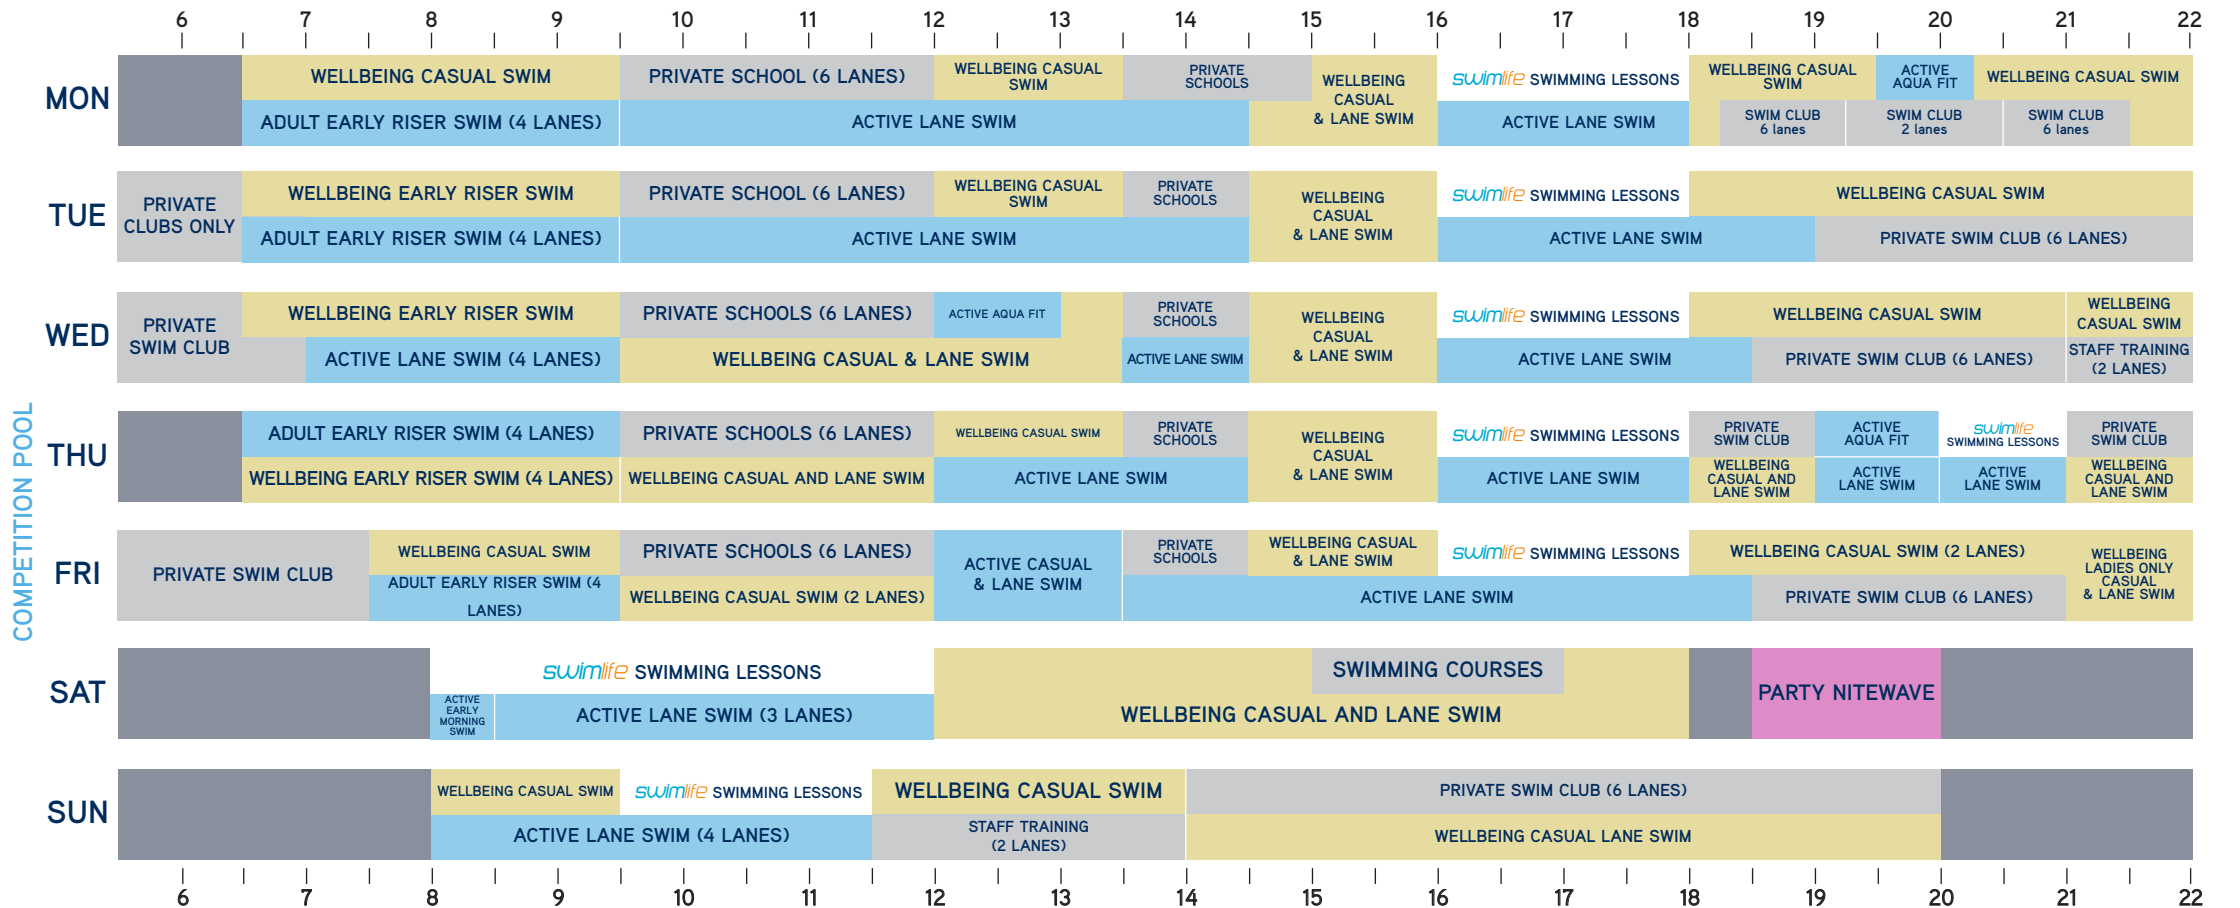 6 7 8 9 10 11 12 13 14 15 16 17 18 19 20 21 22
COMPETITION POOL
MON
WELLBEING CASUAL SWIM
PRIVATE SCHOOL (6 LANES)
WELLBEING CASUAL
SWIM
PRIVATE
SCHOOLS
WELLBEING
CASUAL
& LANE SWIM
swimlife SWIMMING LESSONS
WELLBEING CASUAL
SWIM
ACTIVE
AQUA FIT
WELLBEING CASUAL SWIM
ADULT EARLY RISER SWIM (4 LANES)
ACTIVE LANE SWIM
ACTIVE LANE SWIM
SWIM CLUB
6 lanes
SWIM CLUB
2 lanes
SWIM CLUB
6 lanes
TUE
PRIVATE
CLUBS ONLY
WELLBEING EARLY RISER SWIM
PRIVATE SCHOOL (6 LANES)
WELLBEING CASUAL
SWIM
PRIVATE
SCHOOLS
WELLBEING
CASUAL
& LANE SWIM
swimlife SWIMMING LESSONS
WELLBEING CASUAL SWIM
ADULT EARLY RISER SWIM (4 LANES)
ACTIVE LANE SWIM
ACTIVE LANE SWIM
PRIVATE SWIM CLUB (6 LANES)
WED
PRIVATE
SWIM CLUB
WELLBEING EARLY RISER SWIM
PRIVATE SCHOOLS (6 LANES)
ACTIVE AQUA FIT
PRIVATE
SCHOOLS
WELLBEING
CASUAL
& LANE SWIM
swimlife SWIMMING LESSONS
WELLBEING CASUAL SWIM
WELLBEING
CASUAL SWIM
ACTIVE LANE SWIM (4 LANES)
WELLBEING CASUAL & LANE SWIM
ACTIVE LANE SWIM
ACTIVE LANE SWIM
PRIVATE SWIM CLUB (6 LANES)
STAFF TRAINING
(2 LANES)
THU
ADULT EARLY RISER SWIM (4 LANES)
PRIVATE SCHOOLS (6 LANES)
WELLBEING CASUAL SWIM
PRIVATE
SCHOOLS
WELLBEING
CASUAL
& LANE SWIM
swimlife SWIMMING LESSONS
PRIVATE
SWIM CLUB
ACTIVE
AQUA FIT
swimlife
SWIMMING LESSONS
PRIVATE
SWIM CLUB
WELLBEING EARLY RISER SWIM (4 LANES)
WELLBEING CASUAL AND LANE SWIM
ACTIVE LANE SWIM
ACTIVE LANE SWIM
WELLBEING
CASUAL AND
LANE SWIM
ACTIVE
LANE SWIM
ACTIVE
LANE SWIM
WELLBEING
CASUAL AND
LANE SWIM
FRI
PRIVATE SWIM CLUB
WELLBEING CASUAL SWIM
PRIVATE SCHOOLS (6 LANES)
ACTIVE CASUAL
& LANE SWIM
PRIVATE
SCHOOLS
WELLBEING CASUAL
& LANE SWIM
swimlife SWIMMING LESSONS
WELLBEING CASUAL SWIM (2 LANES)
WELLBEING
LADIES ONLY
CASUAL
& LANE SWIM
ADULT EARLY RISER SWIM (4
LANES)
WELLBEING CASUAL SWIM (2 LANES)
ACTIVE LANE SWIM
PRIVATE SWIM CLUB (6 LANES)
SAT
swimlife SWIMMING LESSONS
SWIMMING COURSES
PARTY NITEWAVE
ACTIVE
EARLY
MORNING
SWIM
ACTIVE LANE SWIM (3 LANES)
WELLBEING CASUAL AND LANE SWIM
SUN
WELLBEING CASUAL SWIM
swimlife SWIMMING LESSONS
WELLBEING CASUAL SWIM
PRIVATE SWIM CLUB (6 LANES)
ACTIVE LANE SWIM (4 LANES)
STAFF TRAINING
(2 LANES)
WELLBEING CASUAL LANE SWIM
6 7 8 9 10 11 12 13 14 15 16 17 18 19 20 21 22